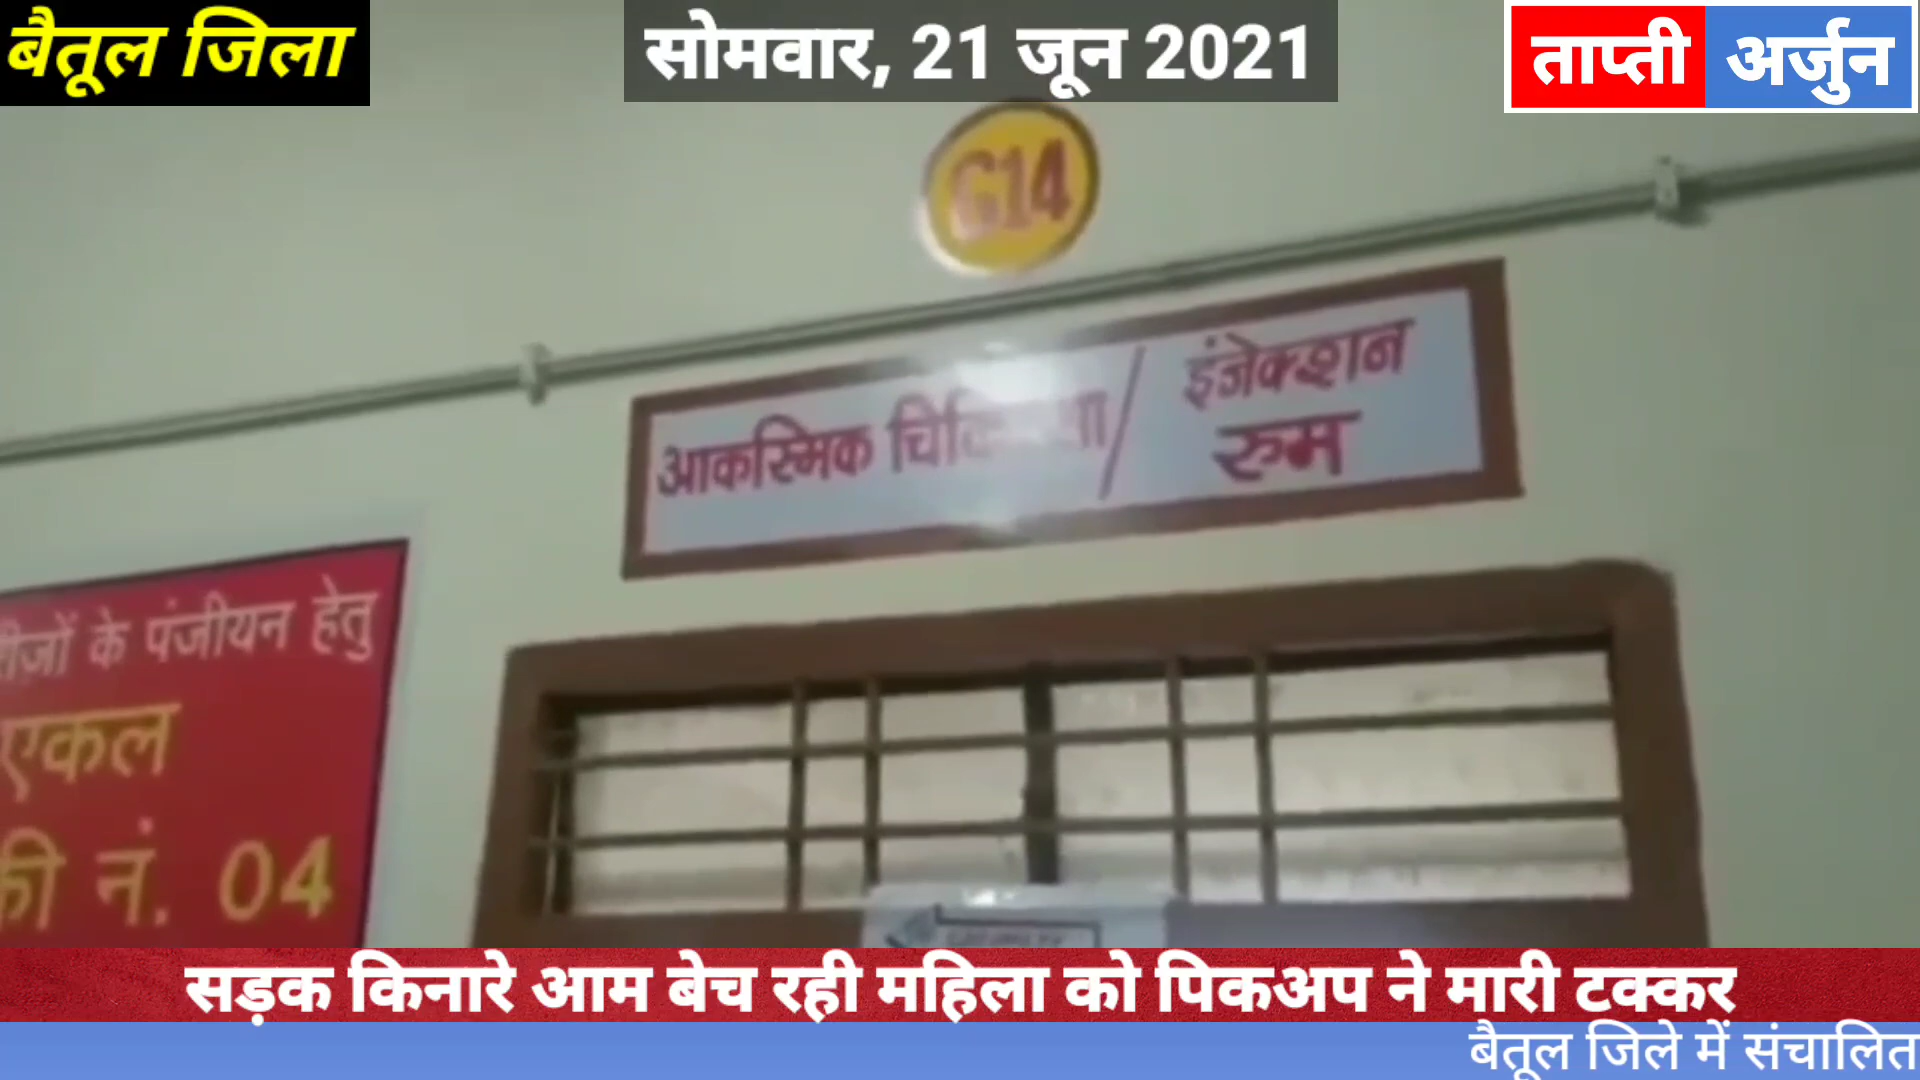 बैतूल जिला
सोमवार, 21 जून 2021
ताप्ती अर्जुन
G14
आकस्मिक / इंजेक्शन
रुम
के पंजीयन हेतु
एकल
नं. 04
सड़क किनारे आम बेच रही महिला को पिकअप ने मारी टक्कर
बैतूल जिले में संचालित